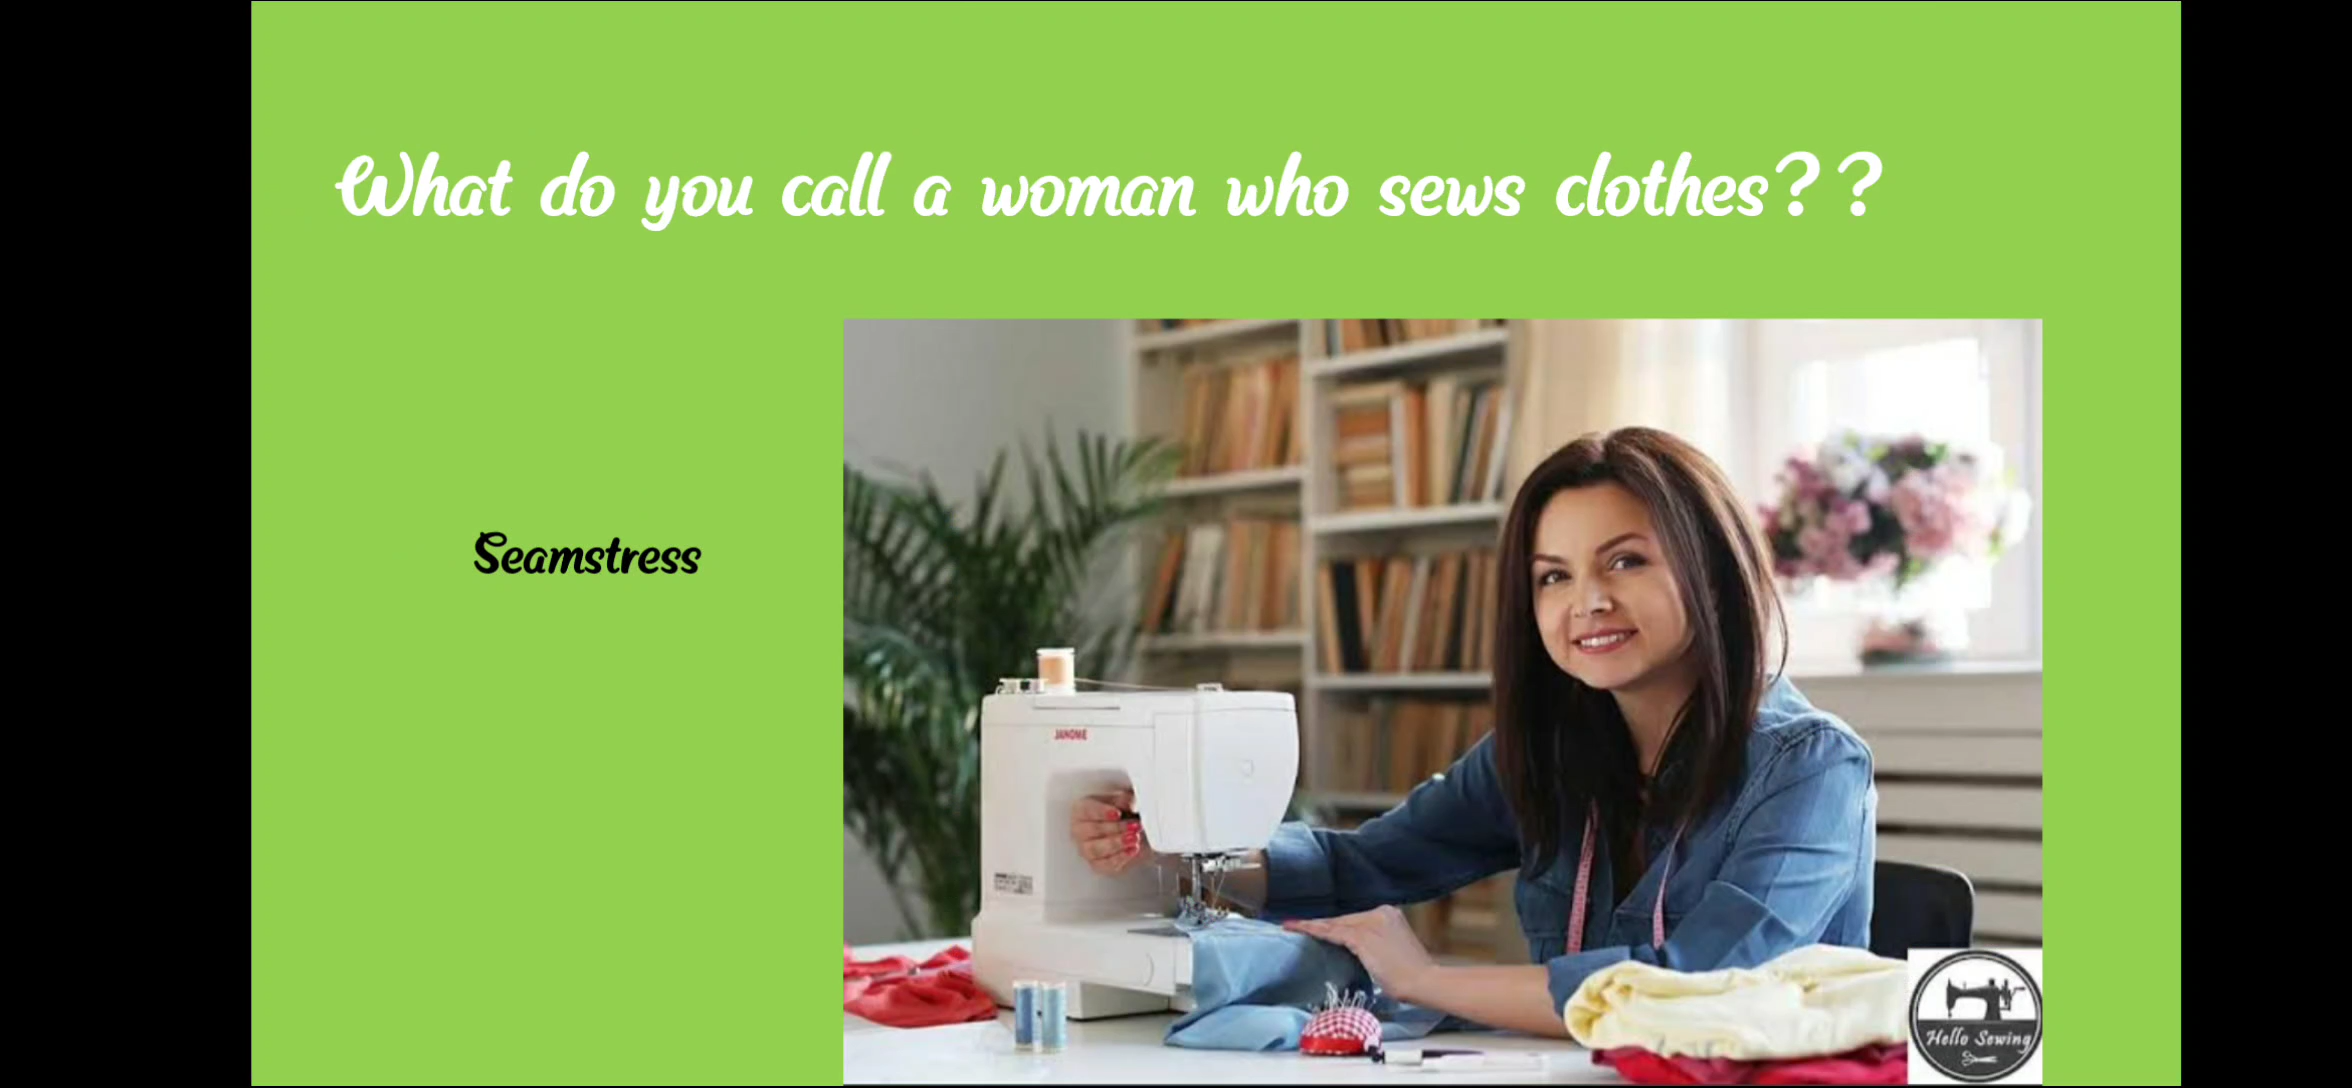 What do you call a woman who sews clothes??
Seamstress
JANOME
Hello Sewing